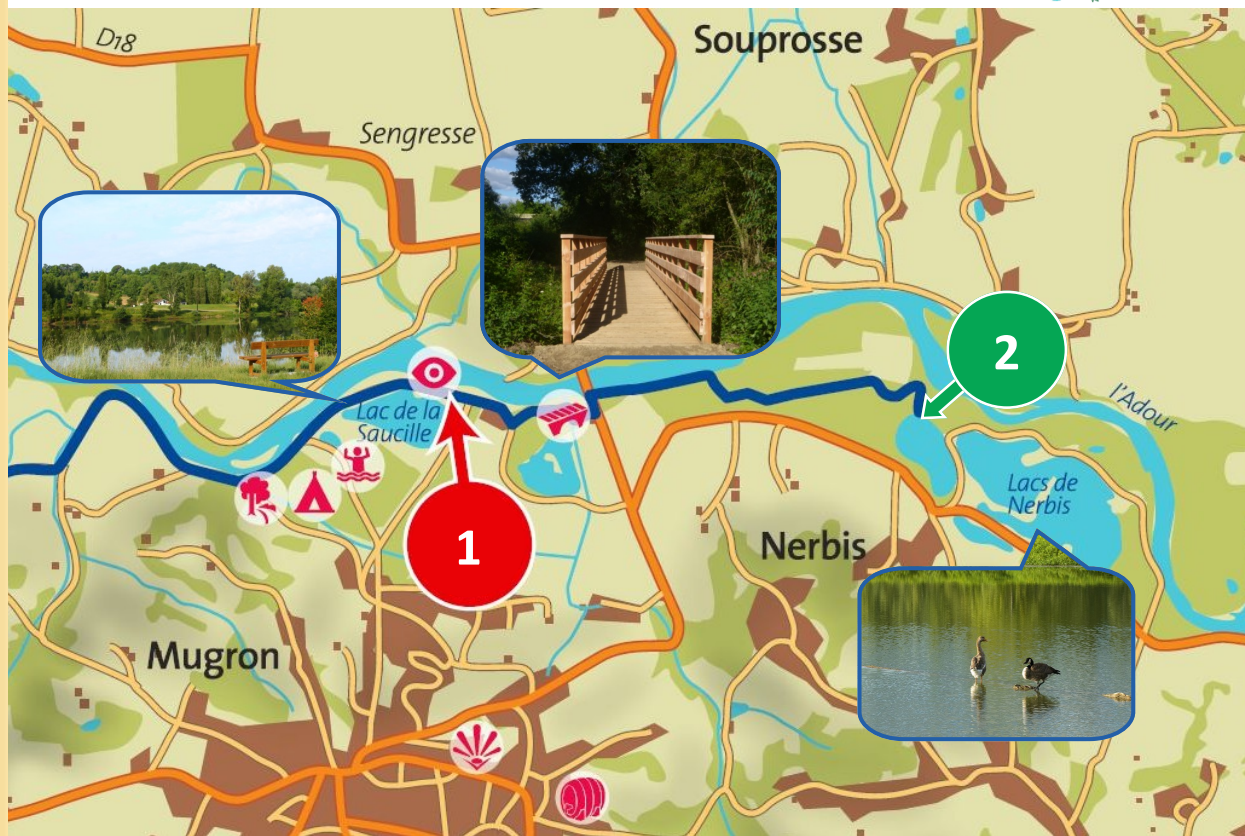 D18
Souprosse
Sengresse
2
l'Adour
Lac de la
Saucille
Lacs de
Nerbis
1
Nerbis
Mugron